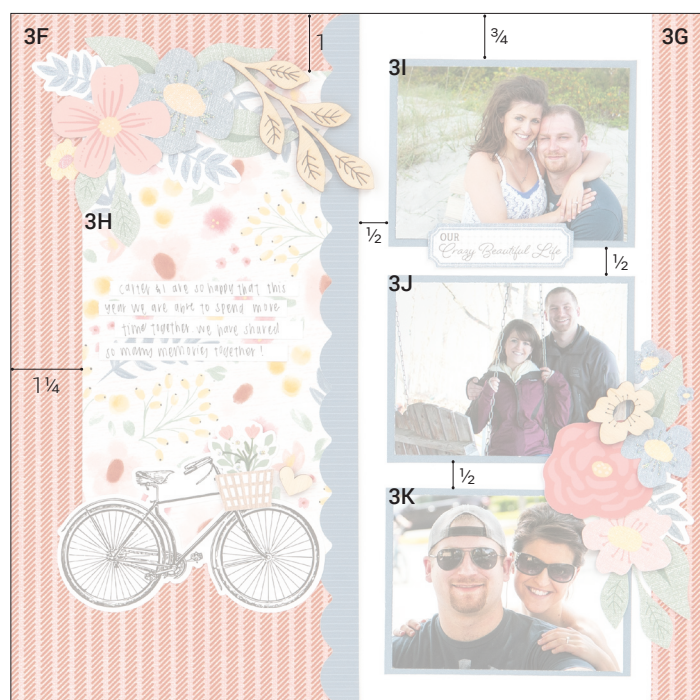 3F
1
¾
3G
3I
½
3H
OUR
Crazy Beautiful Life
½
3J
Carter & I are so happy that this
year we are able to spend more
time together. we have shared
so many memories together!
1¼
½
3K